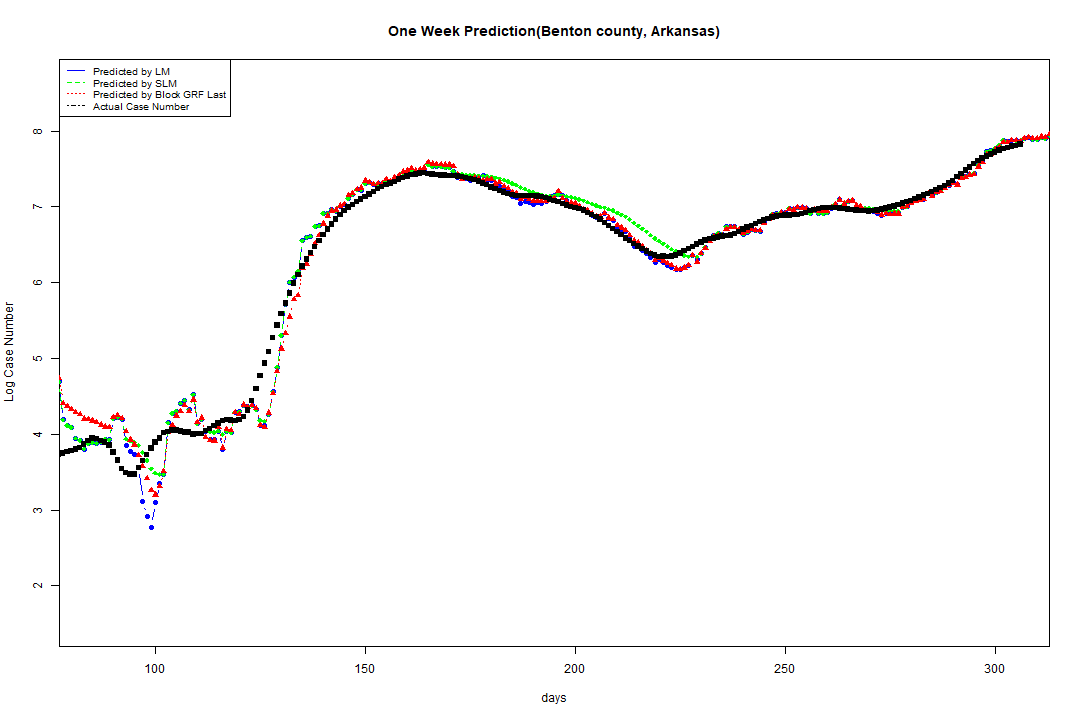 One Week Prediction(Benton county, Arkansas)
Predicted by LM
Predicted by SLM
Predicted by Block GRF Last
Actual Case Number
8
7
6
5
4
3
2
Log Case Number
100 150 200 250 300
days